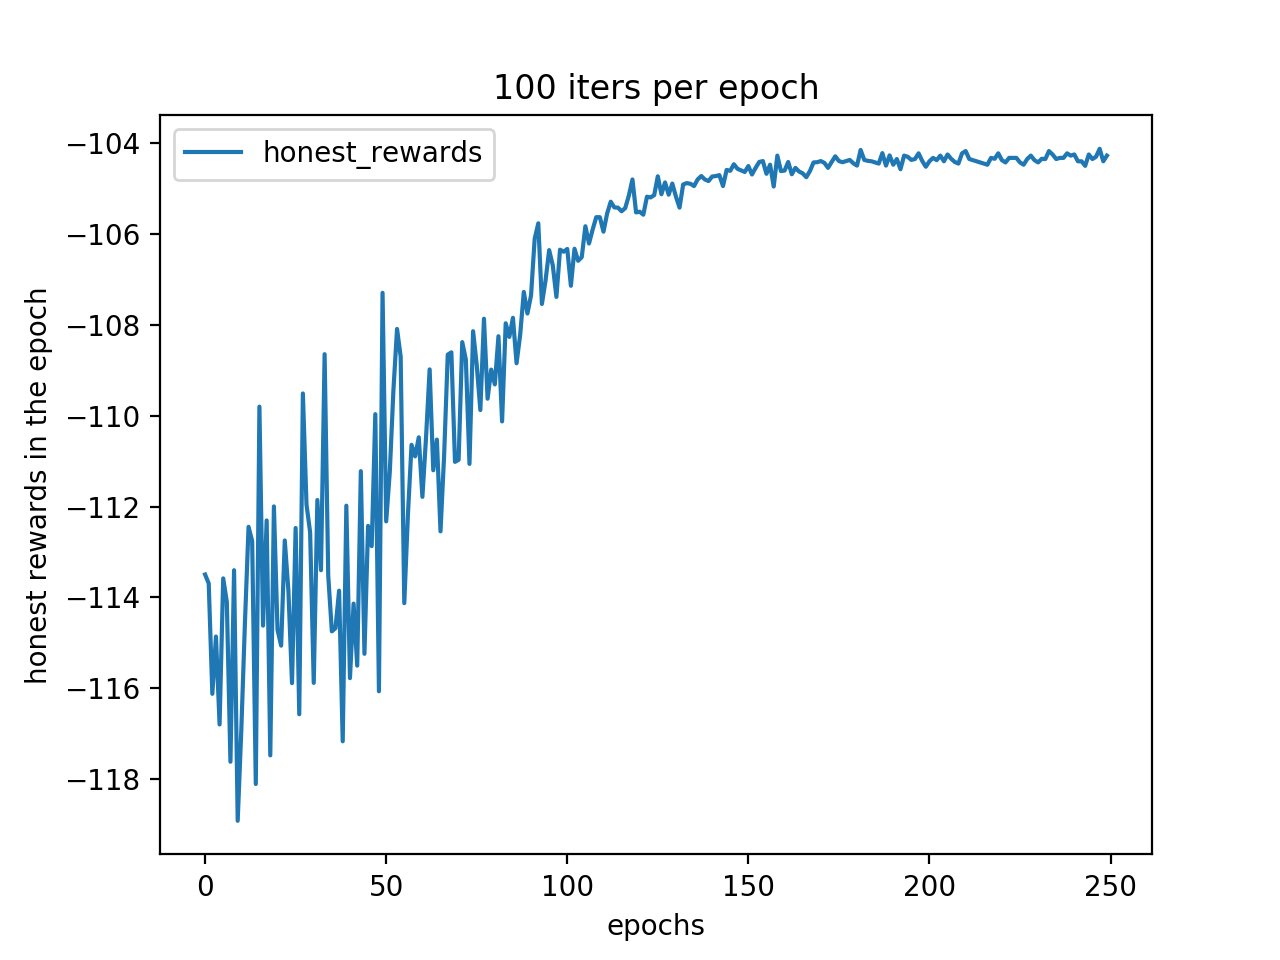 100 iters per epoch
honest_rewards
honest rewards in the epoch
−104
−106
−108
−110
−112
−114
−116
−118
0 50 100 150 200 250
epochs